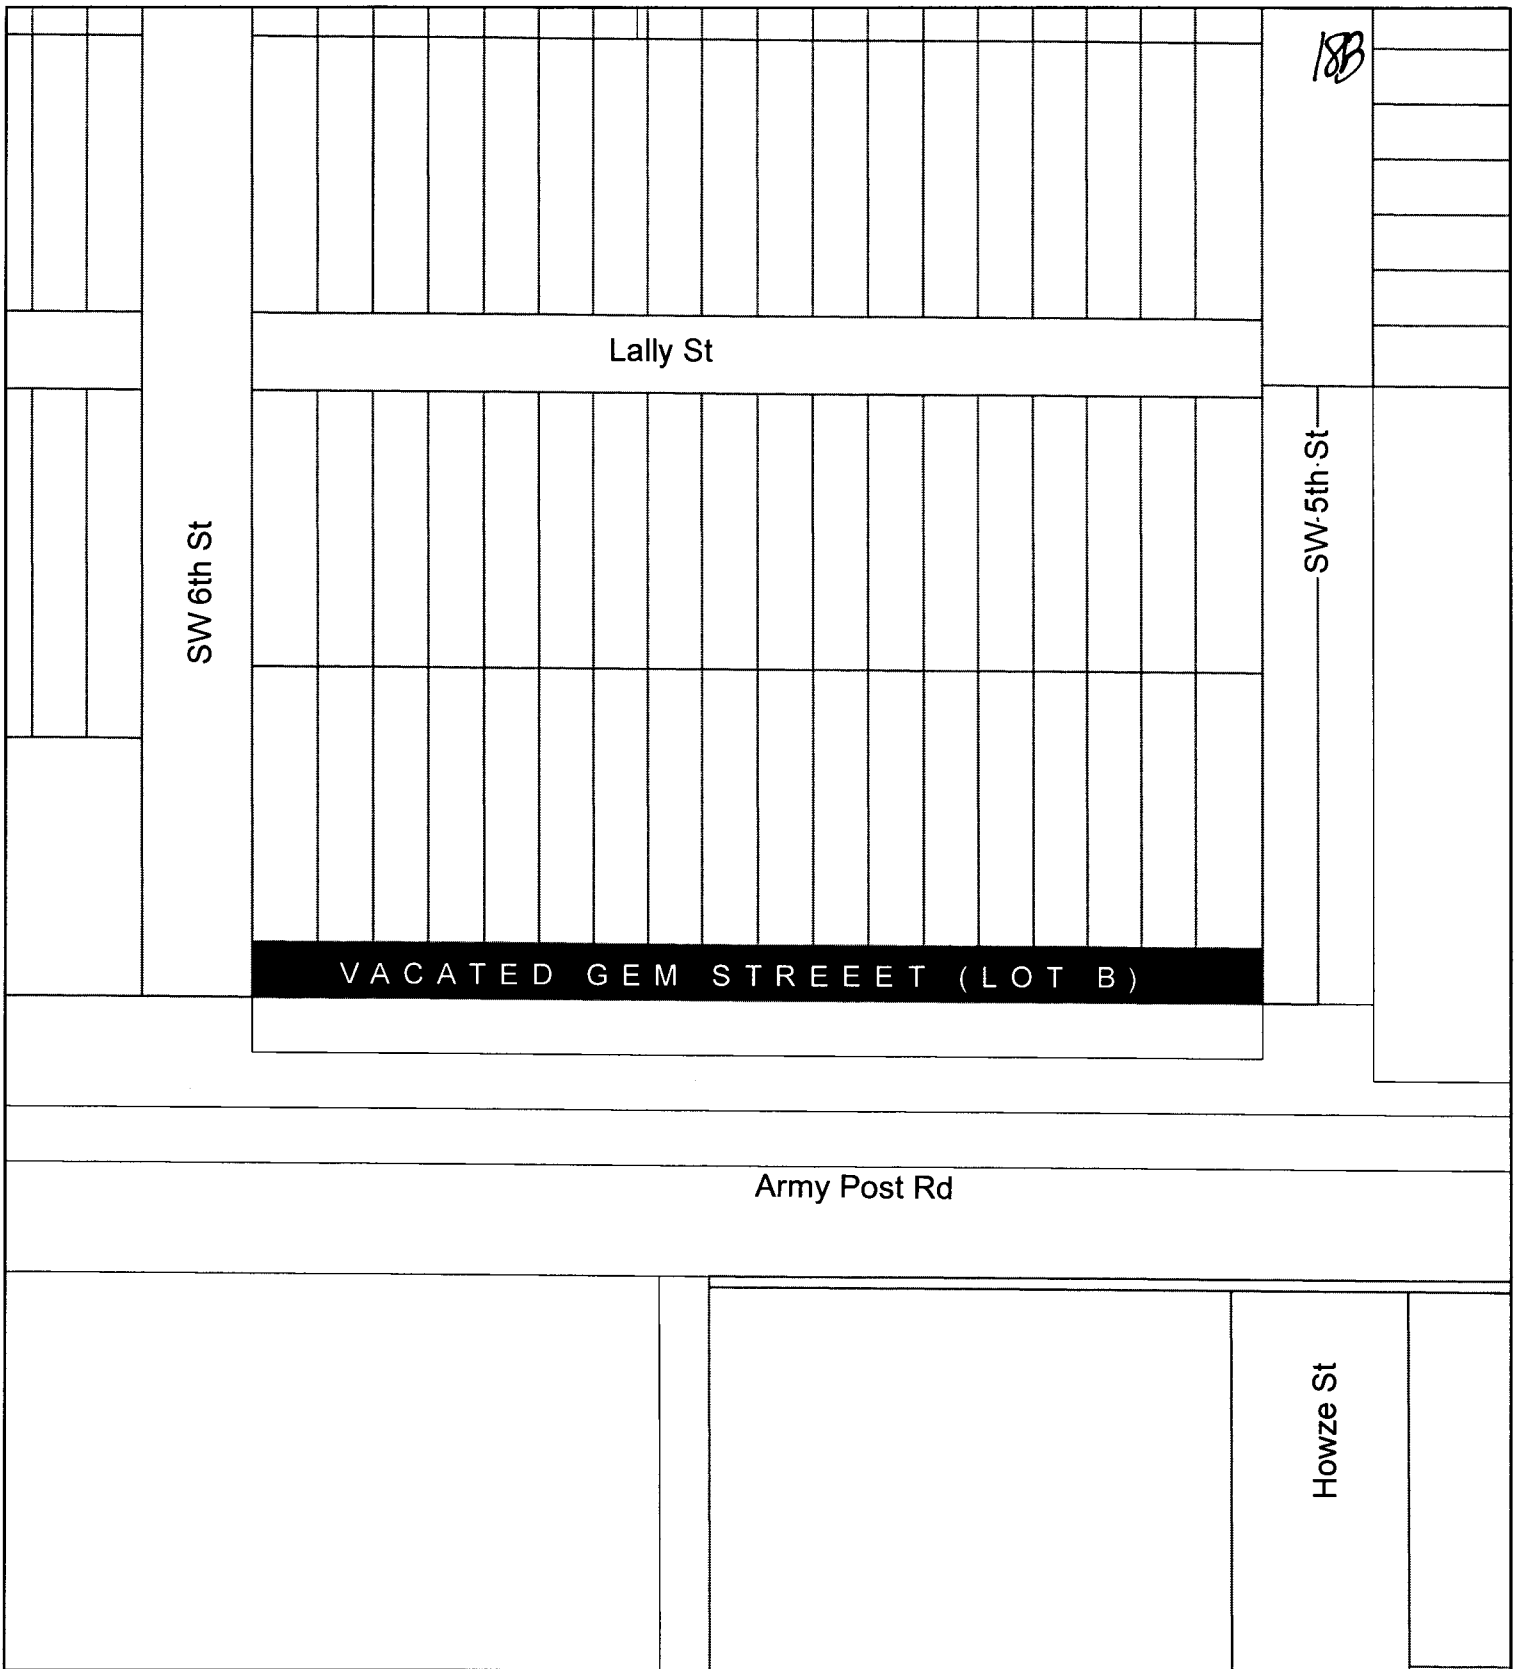 18B
Lally St
SW 5th St
SW 6th St
VACATED GEM STREEET (LOT B)
Army Post Rd
Howze St